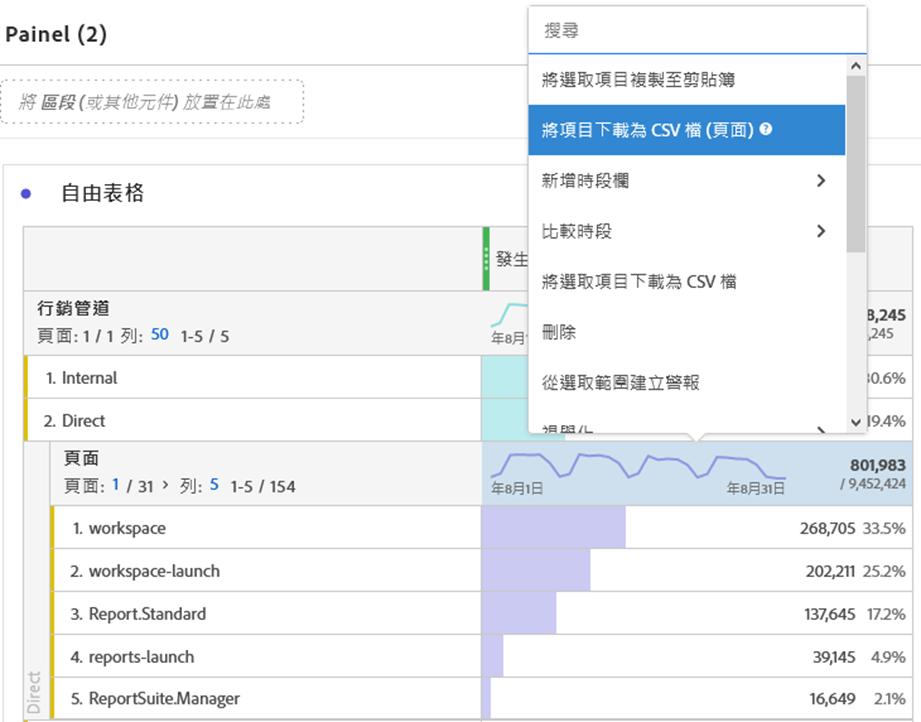 Painel (2)
將 區段 (或其他元件) 放置在此處
自由表格
搜尋
將選取項目複製至剪貼簿
將項目下載為 CSV 檔 (頁面)
新增時段欄
比較時段
將選取項目下載為 CSV 檔
刪除
從選取範圍建立警報
發生
行銷管道
頁面: 1 / 1 列: 50 1-5 / 5
年8月
8,245
,245
1. Internal
0.6%
2. Direct
19.4%
頁面
頁面: 1 / 31 > 列: 5 1-5 / 154
年8月1日
年8月31日
801,983
/ 9,452,424
Direct
1. workspace
268,705 33.5%
2. workspace-launch
202,211 25.2%
3. Report.Standard
137,645 17.2%
4. reports-launch
39,145 4.9%
5. ReportSuite.Manager
16,649 2.1%